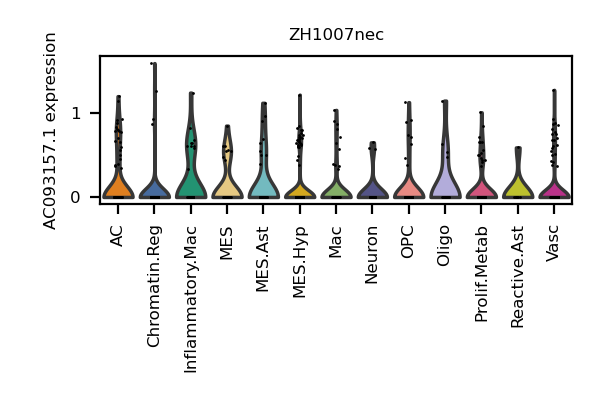 ZH1007nec
AC093157.1 expression
1
0
AC
Chromatin.Reg
Inflammatory.Mac
MES
MES.Ast
MES.Hyp
Mac
Neuron
OPC
Oligo
Prolif.Metab
Reactive.Ast
Vasc